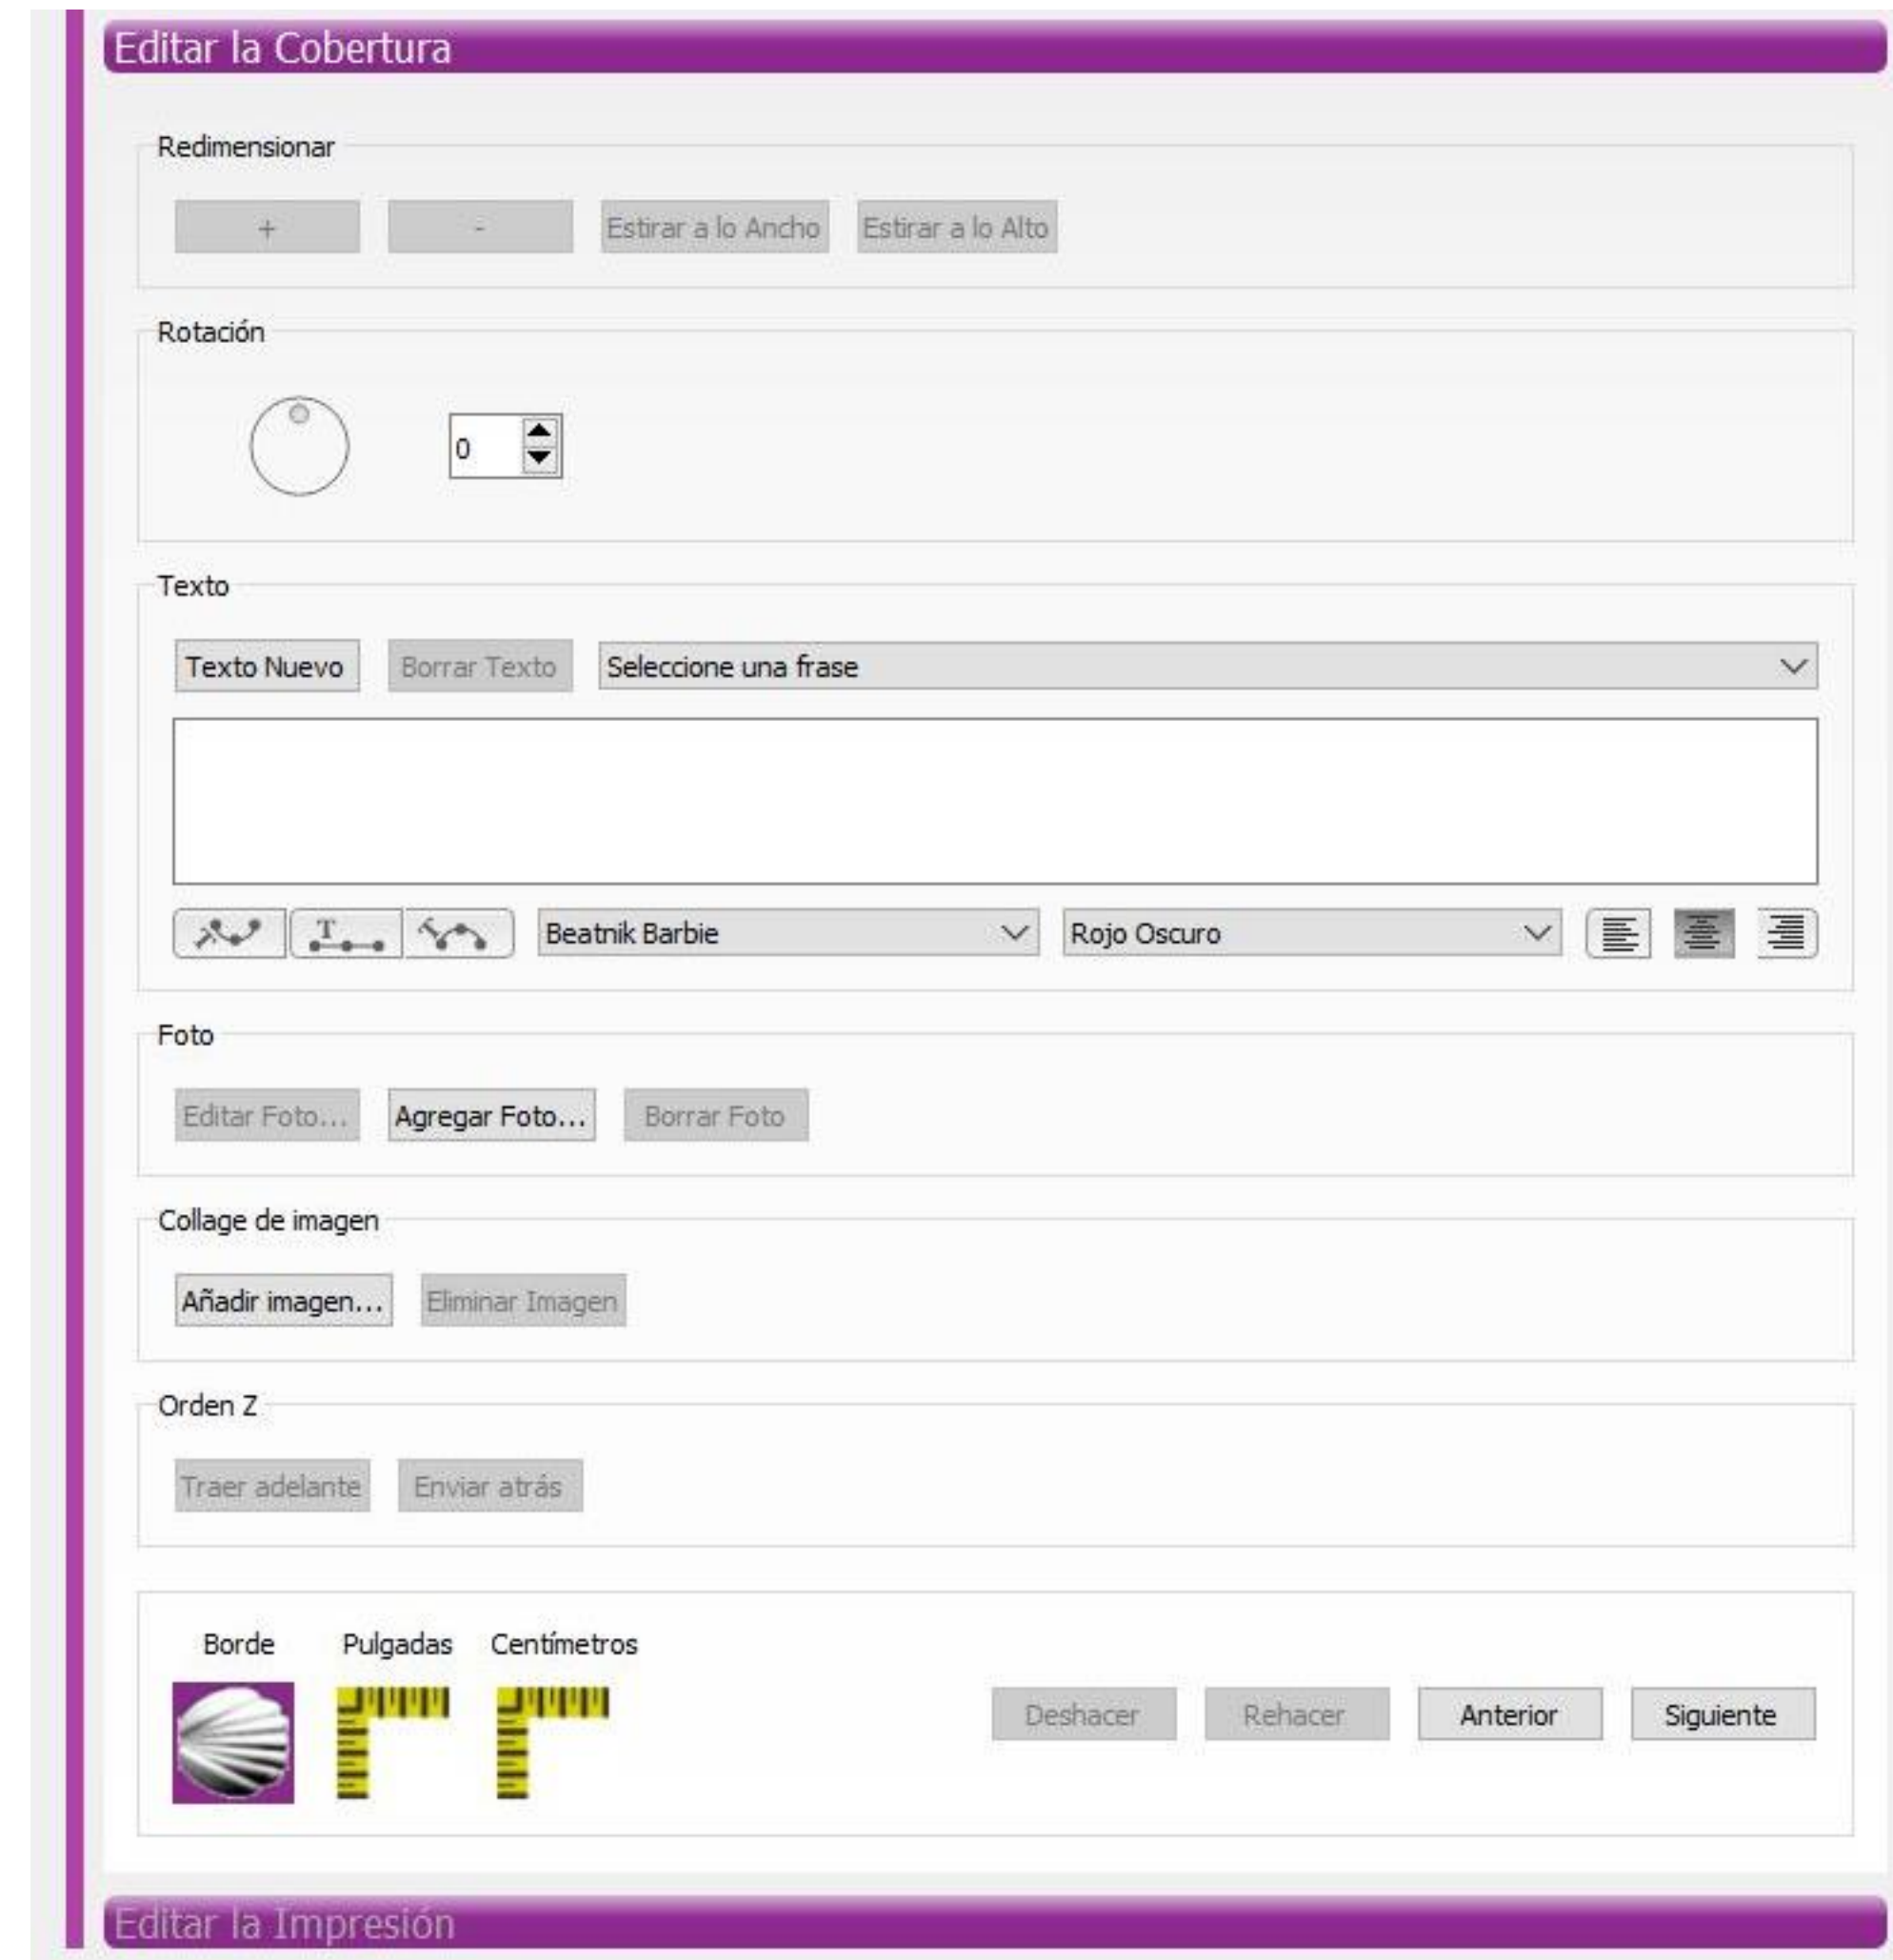 Editar la Cobertura
Redimensionar
+ - Estirar a lo Ancho Estirar a lo Alto
Rotación
0
Texto
Texto Nuevo Borrar Texto Seleccione una frase
T Beatnik Barbie Rojo Oscuro
Foto
Editar Foto... Agregar Foto... Borrar Foto
Collage de imagen
Añadir imagen... Eliminar Imagen
Orden Z
Traer adelante Enviar atrás
Borde Pulgadas Centímetros
Deshacer Rehacer Anterior Siguiente
Editar la Impresión